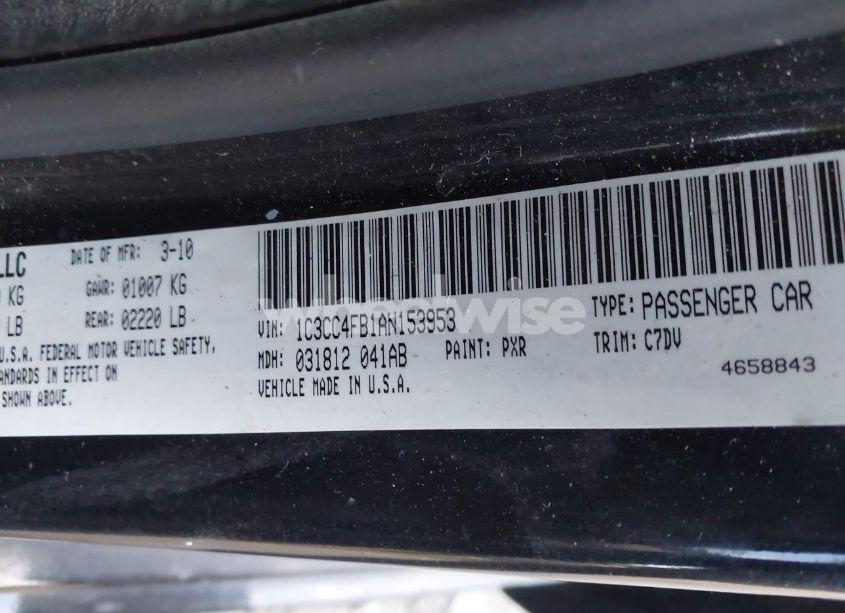 LLC
DATE OF MFR: 3-10
KG GAWR: 01007 KG
LB REAR: 02220 LB
U.S.A. FEDERAL MOTOR VEHICLE SAFETY,
ANDARDS IN EFFECT ON
SHOWN ABOVE.
VIN: 1C3CC4FB1AN153953
TYPE: PASSENGER CAR
MDH: 031812 041AB PAINT: PXR TRIM: C7DV
VEHICLE MADE IN U.S.A.
4658843
wheelwise